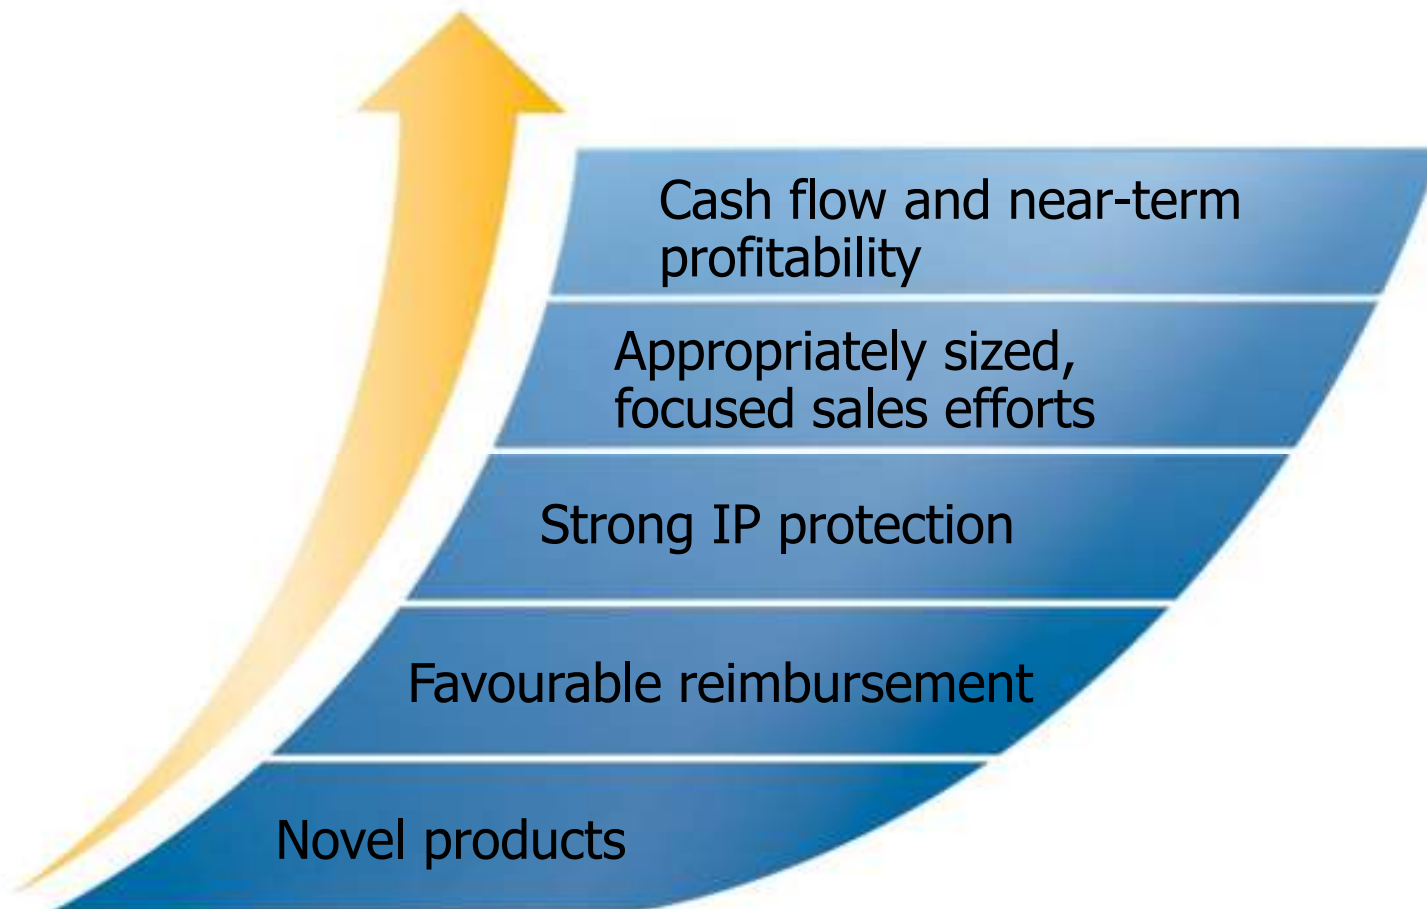 Cash flow and near-term
profitability
Appropriately sized,
focused sales efforts
Strong IP protection
Favourable reimbursement
Novel products